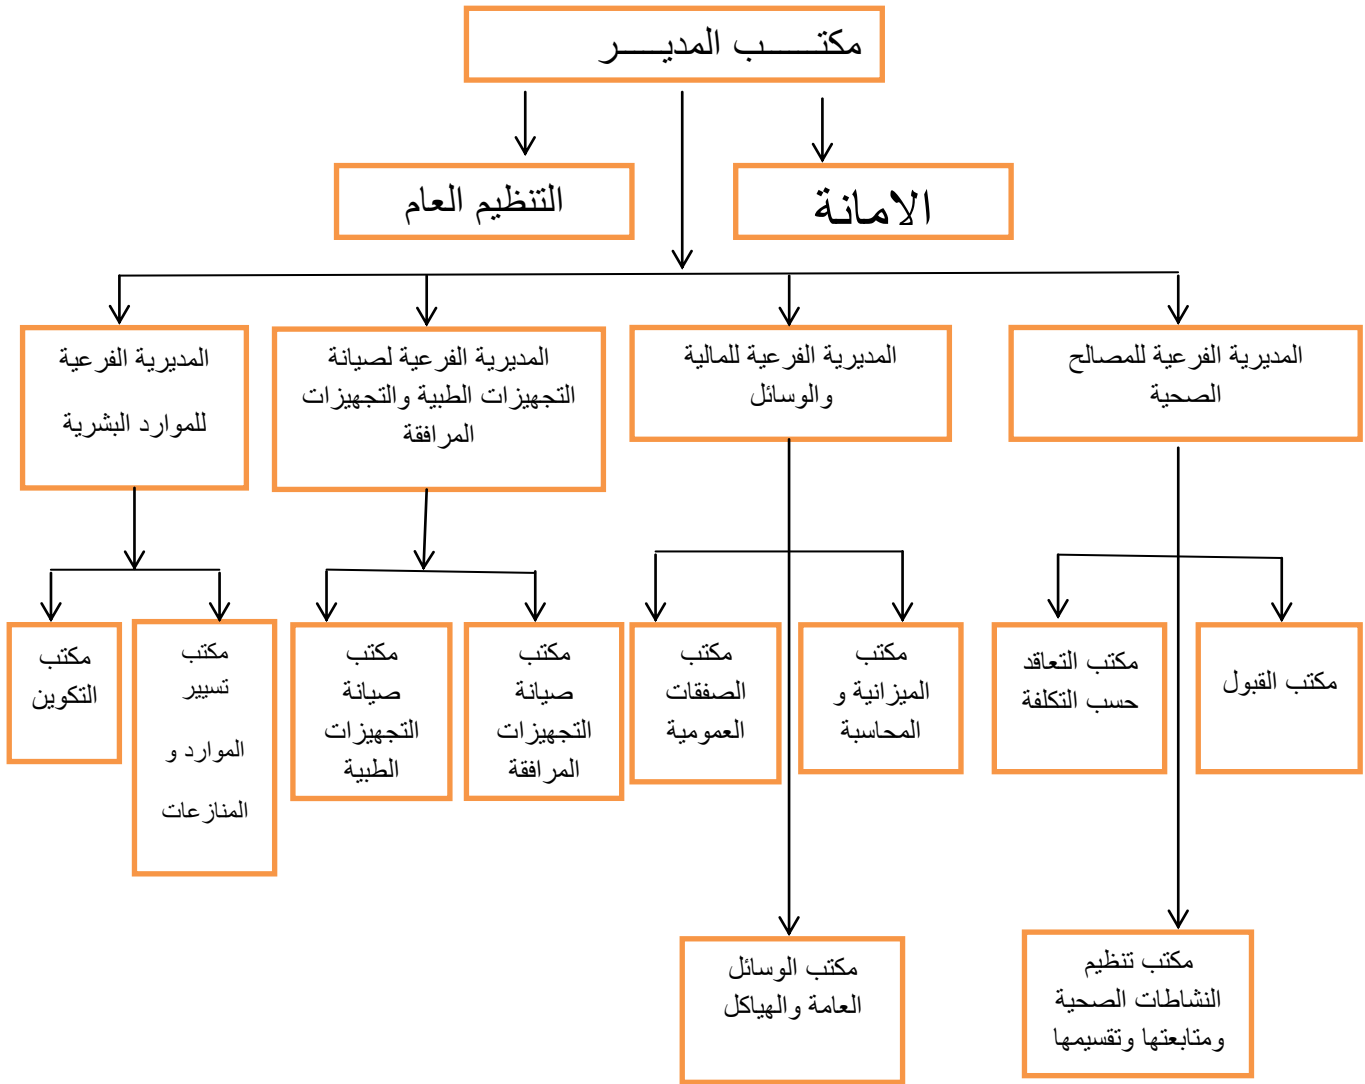 مكتـــــــب المديـــــــر
الامانة
التنظيم العام
المديرية الفرعية للمصالح
الصحية
المديرية الفرعية للمالية
والوسائل
المديرية الفرعية لصيانة
التجهيزات الطبية والتجهيزات
المرافقة
المديرية الفرعية
للموارد البشرية
مكتب القبول
مكتب التعاقد
حسب التكلفة
مكتب
الميزانية و
المحاسبة
مكتب
الصفقات
العمومية
مكتب
صيانة
التجهيزات
المرافقة
مكتب
صيانة
التجهيزات
الطبية
مكتب
تسيير
الموارد و
المنازعات
مكتب
التكوين
مكتب تنظيم
النشاطات الصحية
ومتابعتها وتقسيمها
مكتب الوسائل
العامة والهياكل